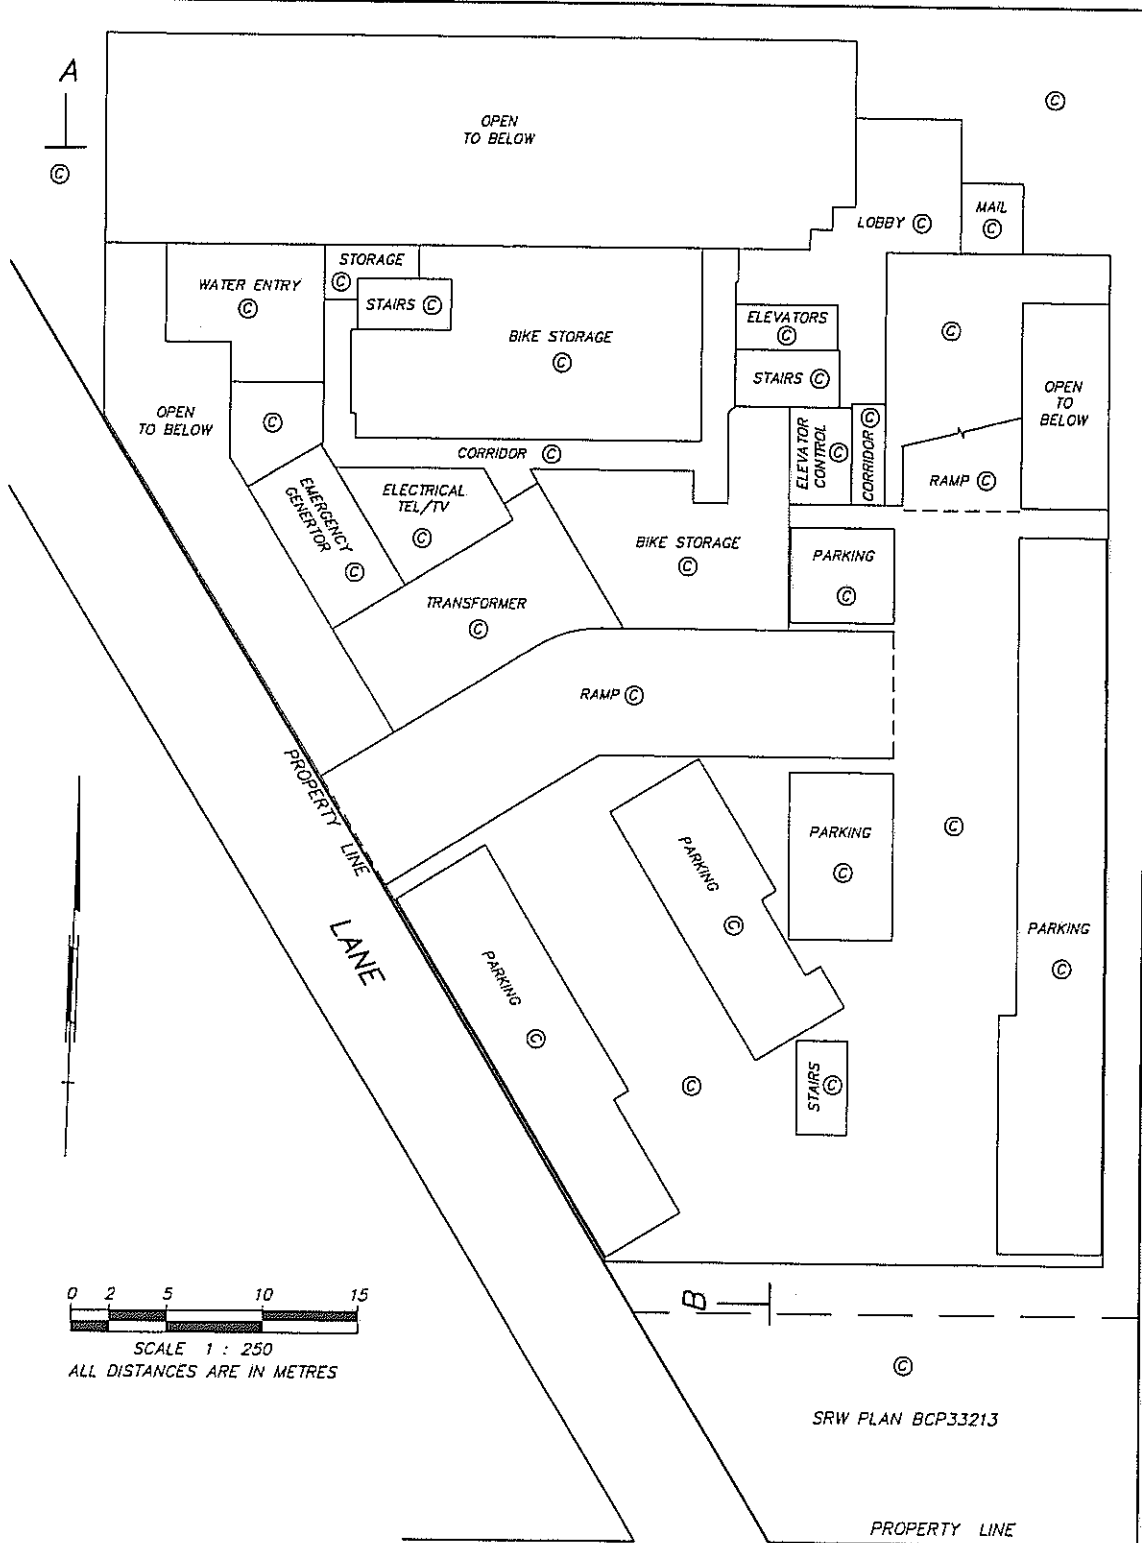 A
Ⓒ
OPEN
TO BELOW
Ⓒ
LOBBY Ⓒ
MAIL
Ⓒ
WATER ENTRY
Ⓒ
STORAGE
Ⓒ
STAIRS Ⓒ
BIKE STORAGE
Ⓒ
ELEVATORS
Ⓒ
STAIRS Ⓒ
Ⓒ
OPEN
TO
BELOW
OPEN
TO BELOW
Ⓒ
CORRIDOR Ⓒ
ELEVATOR
CONTROL
Ⓒ
CORRIDOR Ⓒ
RAMP Ⓒ
EMERGENCY
GENERTOR
Ⓒ
ELECTRICAL
TEL/TV
Ⓒ
BIKE STORAGE
Ⓒ
PARKING
Ⓒ
TRANSFORMER
Ⓒ
RAMP Ⓒ
PROPERTY LINE
LANE
PARKING
Ⓒ
PARKING
Ⓒ
Ⓒ
PARKING
Ⓒ
PARKING
Ⓒ
Ⓒ
STAIRS
Ⓒ
0 2 5 10 15
SCALE 1 : 250
ALL DISTANCES ARE IN METRES
B
Ⓒ
SRW PLAN BCP33213
PROPERTY LINE